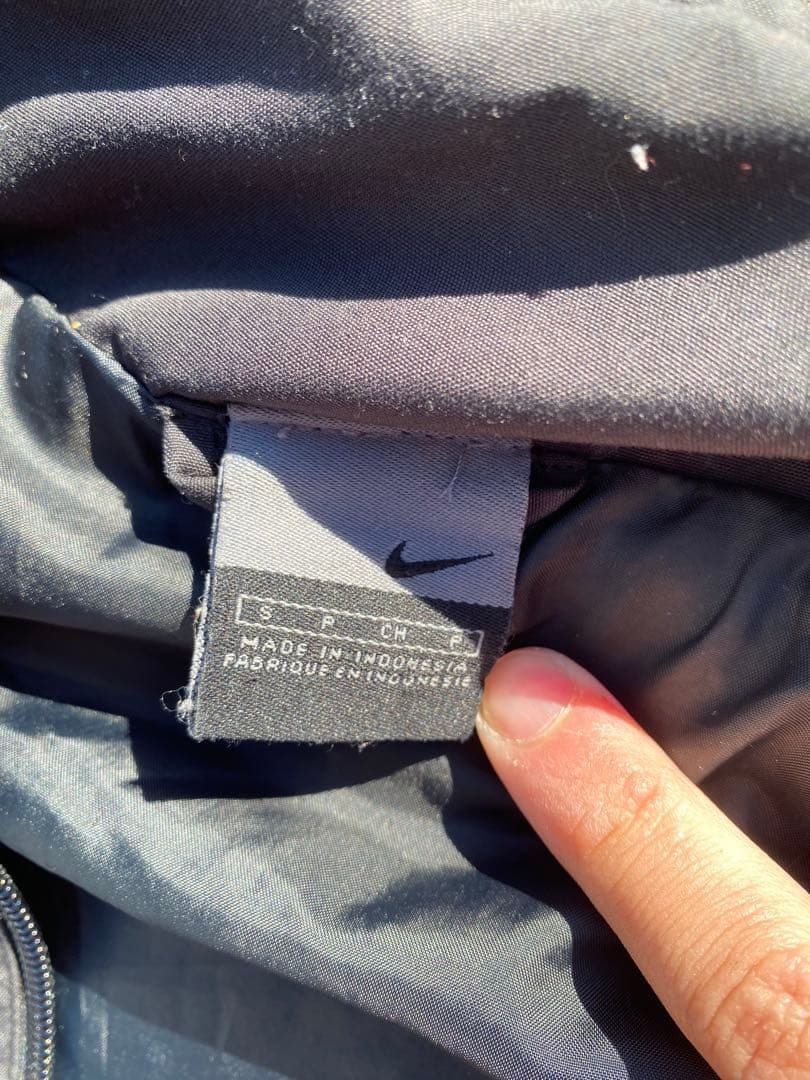 S P CH P
MADE IN INDONESIA
FABRIQUE EN INDONESIE